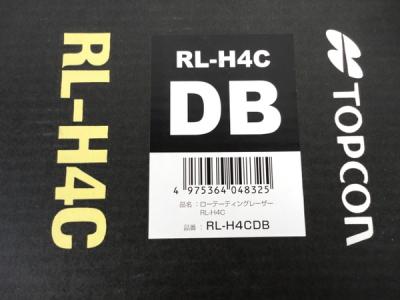 RL-H4C
RL-H4C
DB
4 975364 048325
品名：ローテーティングレーザー
RL-H4C
品番： RL-H4CDB
TOPCON